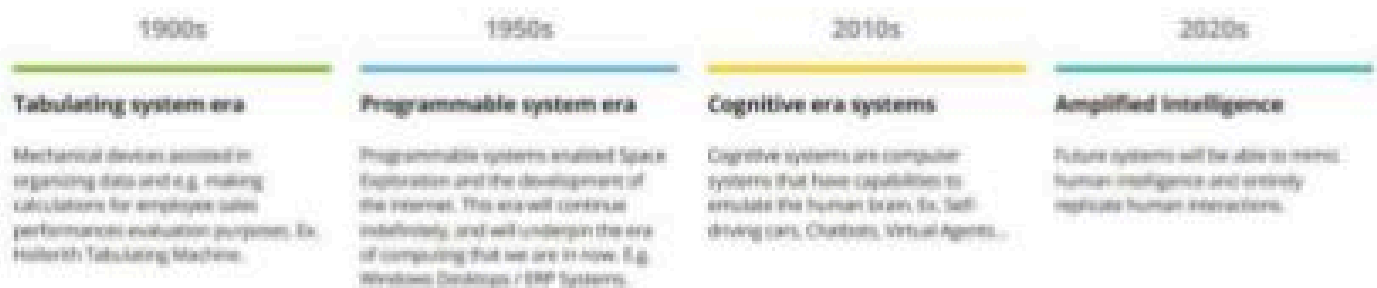 1900s
1950s
2010s
2020s
Tabulating system era
Programmable system era
Cognitive era systems
Amplified Intelligence
Mechanical devices assisted in
organizing data and e.g. making
calculations for employee sales
performances evaluation purposes. Ex.
Hollerith Tabulating Machine.
Programmable systems enabled Space
Exploration and the development of
the internet. This era will continue
indefinitely, and will underpin the era
of computing that we are in now. E.g.
Windows Desktops / ERP Systems.
Cognitive systems are computer
systems that have capabilities to
emulate the human brain. Ex. Self-
driving cars, Chatbots, Virtual Agents...
Future systems will be able to mimic
human intelligence and entirely
replicate human interactions.